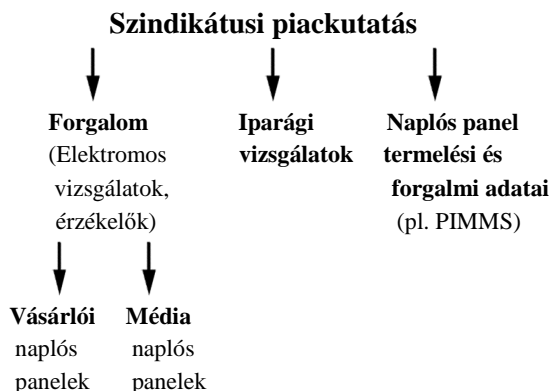 Szindikátusi piackutatás
Forgalom
(Elektromos
vizsgálatok,
érzékelők)
Iparági
vizsgálatok
Naplós panel
termelési és
forgalmi adatai
(pl. PIMMS)
Vásárlói
naplós
panelek
Média
naplós
panelek